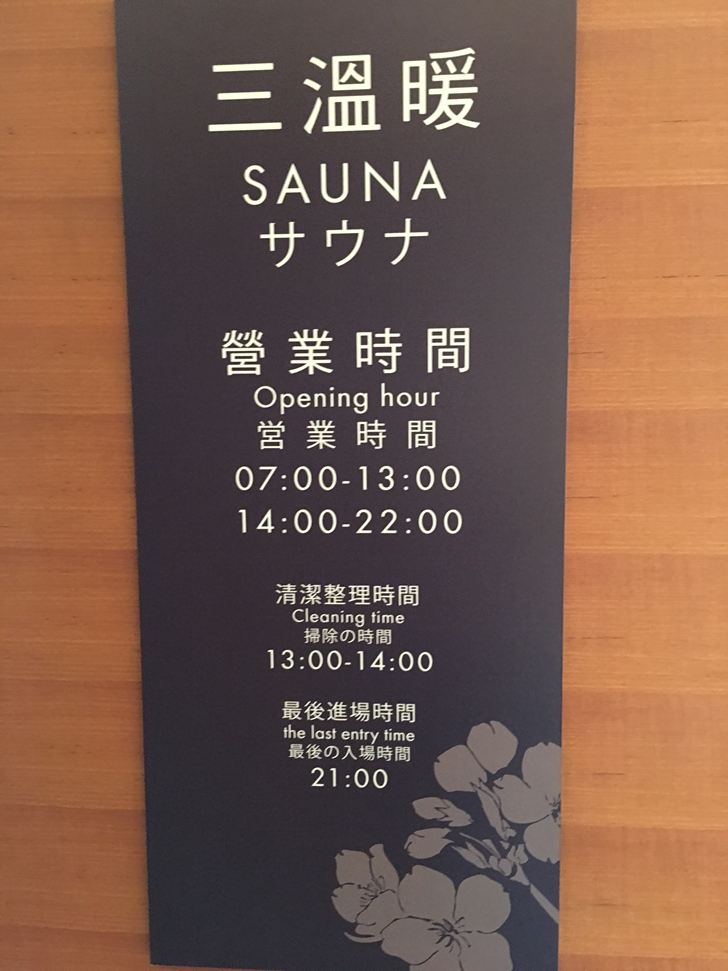 三溫暖
SAUNA
サウナ
營業時間
Opening hour
営業時間
07:00-13:00
14:00-22:00
清潔整理時間
Cleaning time
掃除の時間
13:00-14:00
最後進場時間
the last entry time
最後の入場時間
21:00